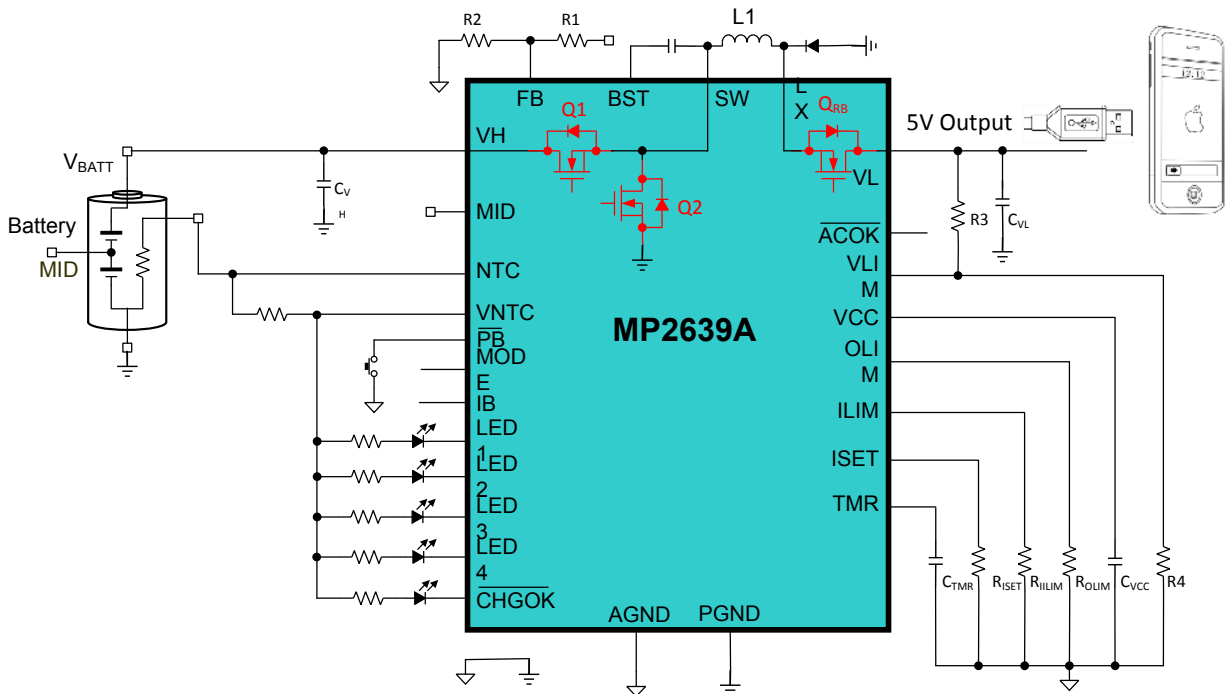 R2
R1
L1
FB
BST
SW
L
X
Q1
QRB
5V Output
12:12
VH
VL
VBATT
CV
H
Q2
MID
R3
CVL
Battery
MID
ACOK
NTC
VLI
M
VNTC
MP2639A
VCC
PB
MOD
E
OLI
M
IB
ILIM
LED
1
LED
2
ISET
LED
3
TMR
LED
4
CHGOK
CTMR
RISET
RIILIM
ROLIM
CVCC
R4
AGND
PGND